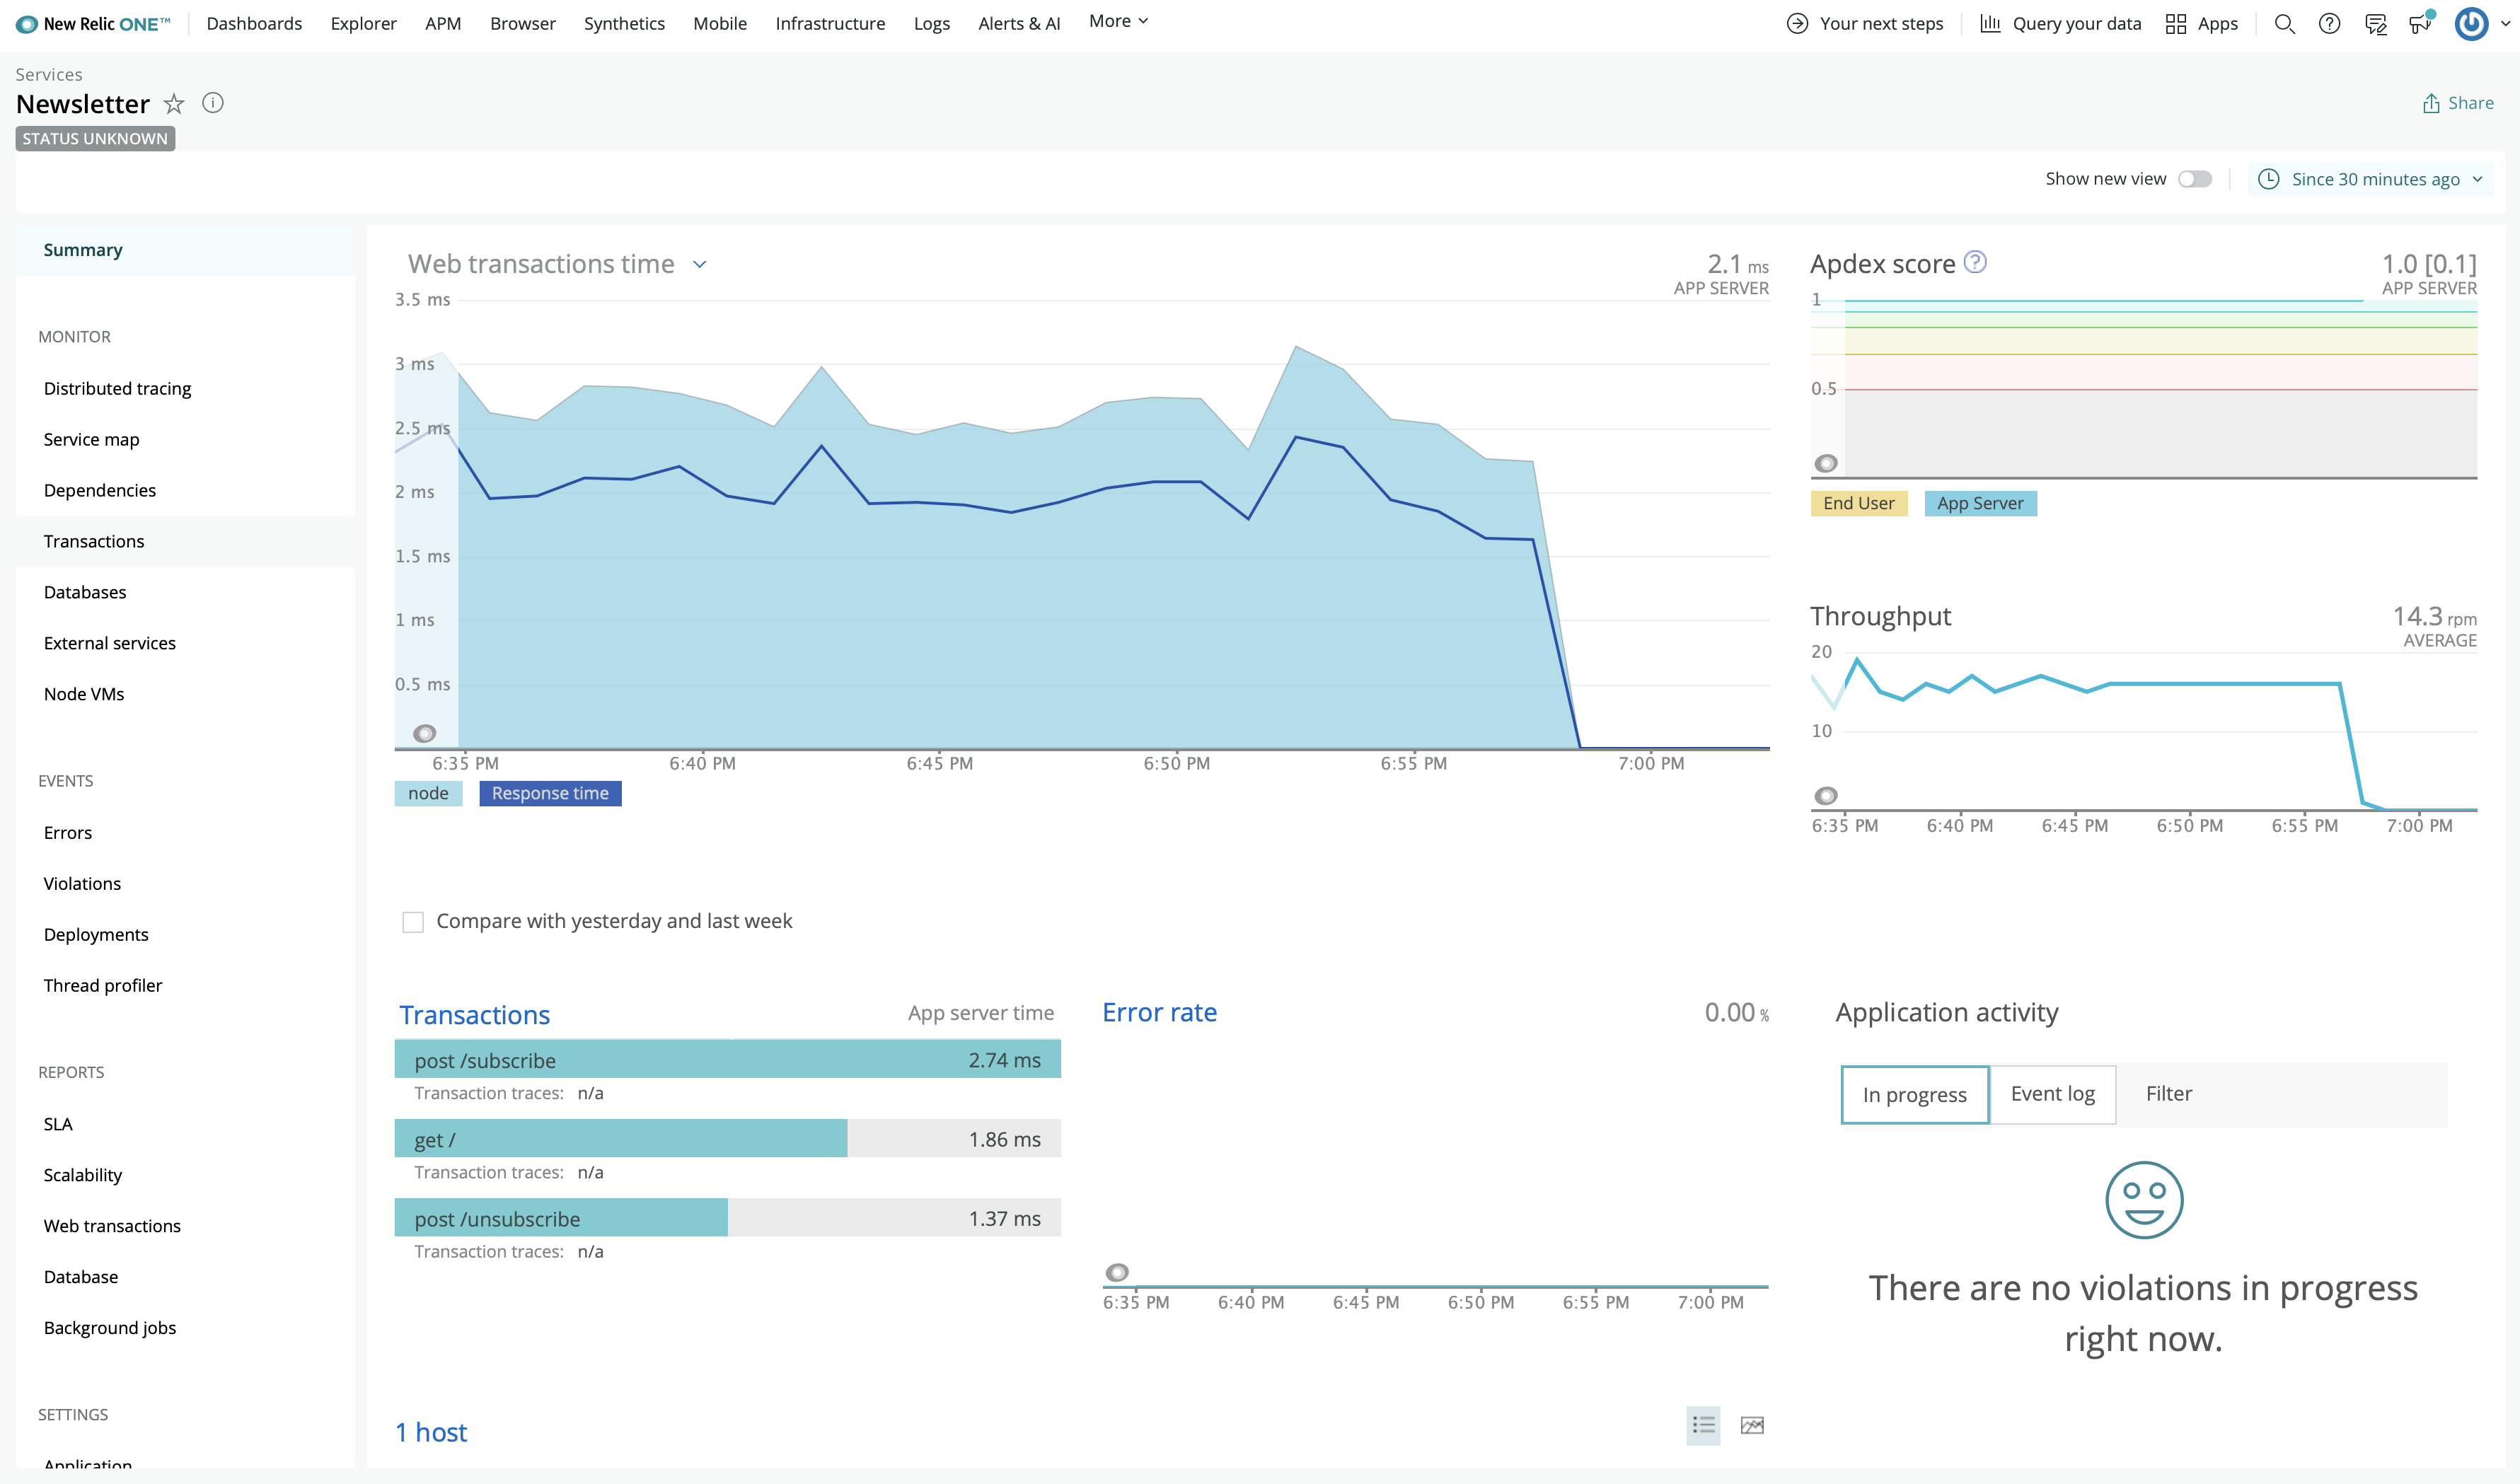 New Relic ONE™
Dashboards Explorer APM Browser Synthetics Mobile Infrastructure Logs Alerts & AI More
Your next steps Query your data Apps
Services
Newsletter
STATUS UNKNOWN
Share
Show new view
Since 30 minutes ago
Summary
MONITOR
Distributed tracing
Service map
Dependencies
Transactions
Databases
External services
Node VMs
EVENTS
Errors
Violations
Deployments
Thread profiler
REPORTS
SLA
Scalability
Web transactions
Database
Background jobs
SETTINGS
Application
Web transactions time
2.1 ms
APP SERVER
3.5 ms
3 ms
2.5 ms
2 ms
1.5 ms
1 ms
0.5 ms
6:35 PM 6:40 PM 6:45 PM 6:50 PM 6:55 PM 7:00 PM
node Response time
Compare with yesterday and last week
Apdex score ?
1.0 [0.1]
APP SERVER
1
0.5
End User App Server
Throughput
14.3 rpm
AVERAGE
20
10
6:35 PM 6:40 PM 6:45 PM 6:50 PM 6:55 PM 7:00 PM
Transactions App server time
post /subscribe 2.74 ms
Transaction traces: n/a
get / 1.86 ms
Transaction traces: n/a
post /unsubscribe 1.37 ms
Transaction traces: n/a
Error rate 0.00 %
6:35 PM 6:40 PM 6:45 PM 6:50 PM 6:55 PM 7:00 PM
Application activity
In progress Event log Filter
There are no violations in progress
right now.
1 host